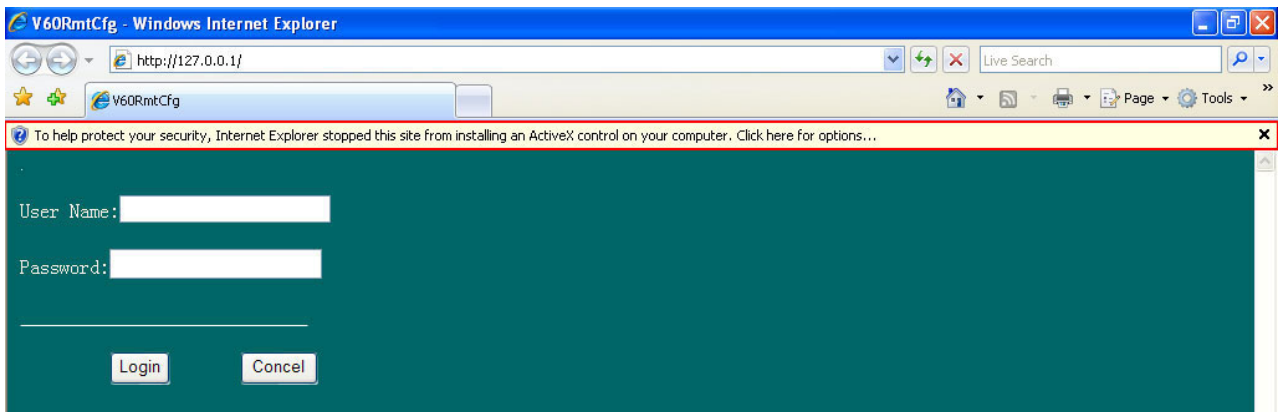 V60RmtCfg - Windows Internet Explorer
http://127.0.0.1/
Live Search
V60RmtCfg
Page
Tools
To help protect your security, Internet Explorer stopped this site from installing an ActiveX control on your computer. Click here for options...
User Name:
Password:
Login Concel